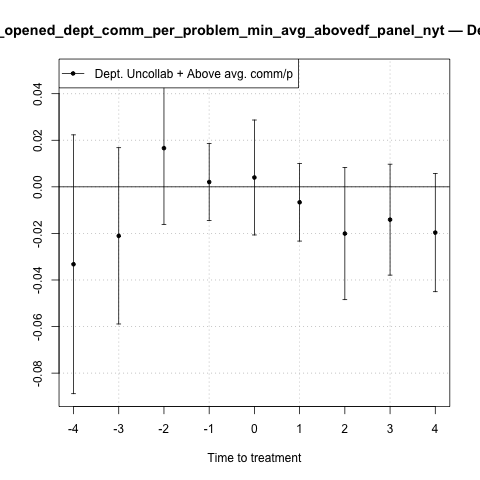 _opened_dept_comm_per_problem_min_avg_abovedf_panel_nyt — De
Dept. Uncollab + Above avg. comm/p
0.04
0.02
0.00
-0.02
-0.04
-0.06
-0.08
-4 -3 -2 -1 0 1 2 3 4
Time to treatment